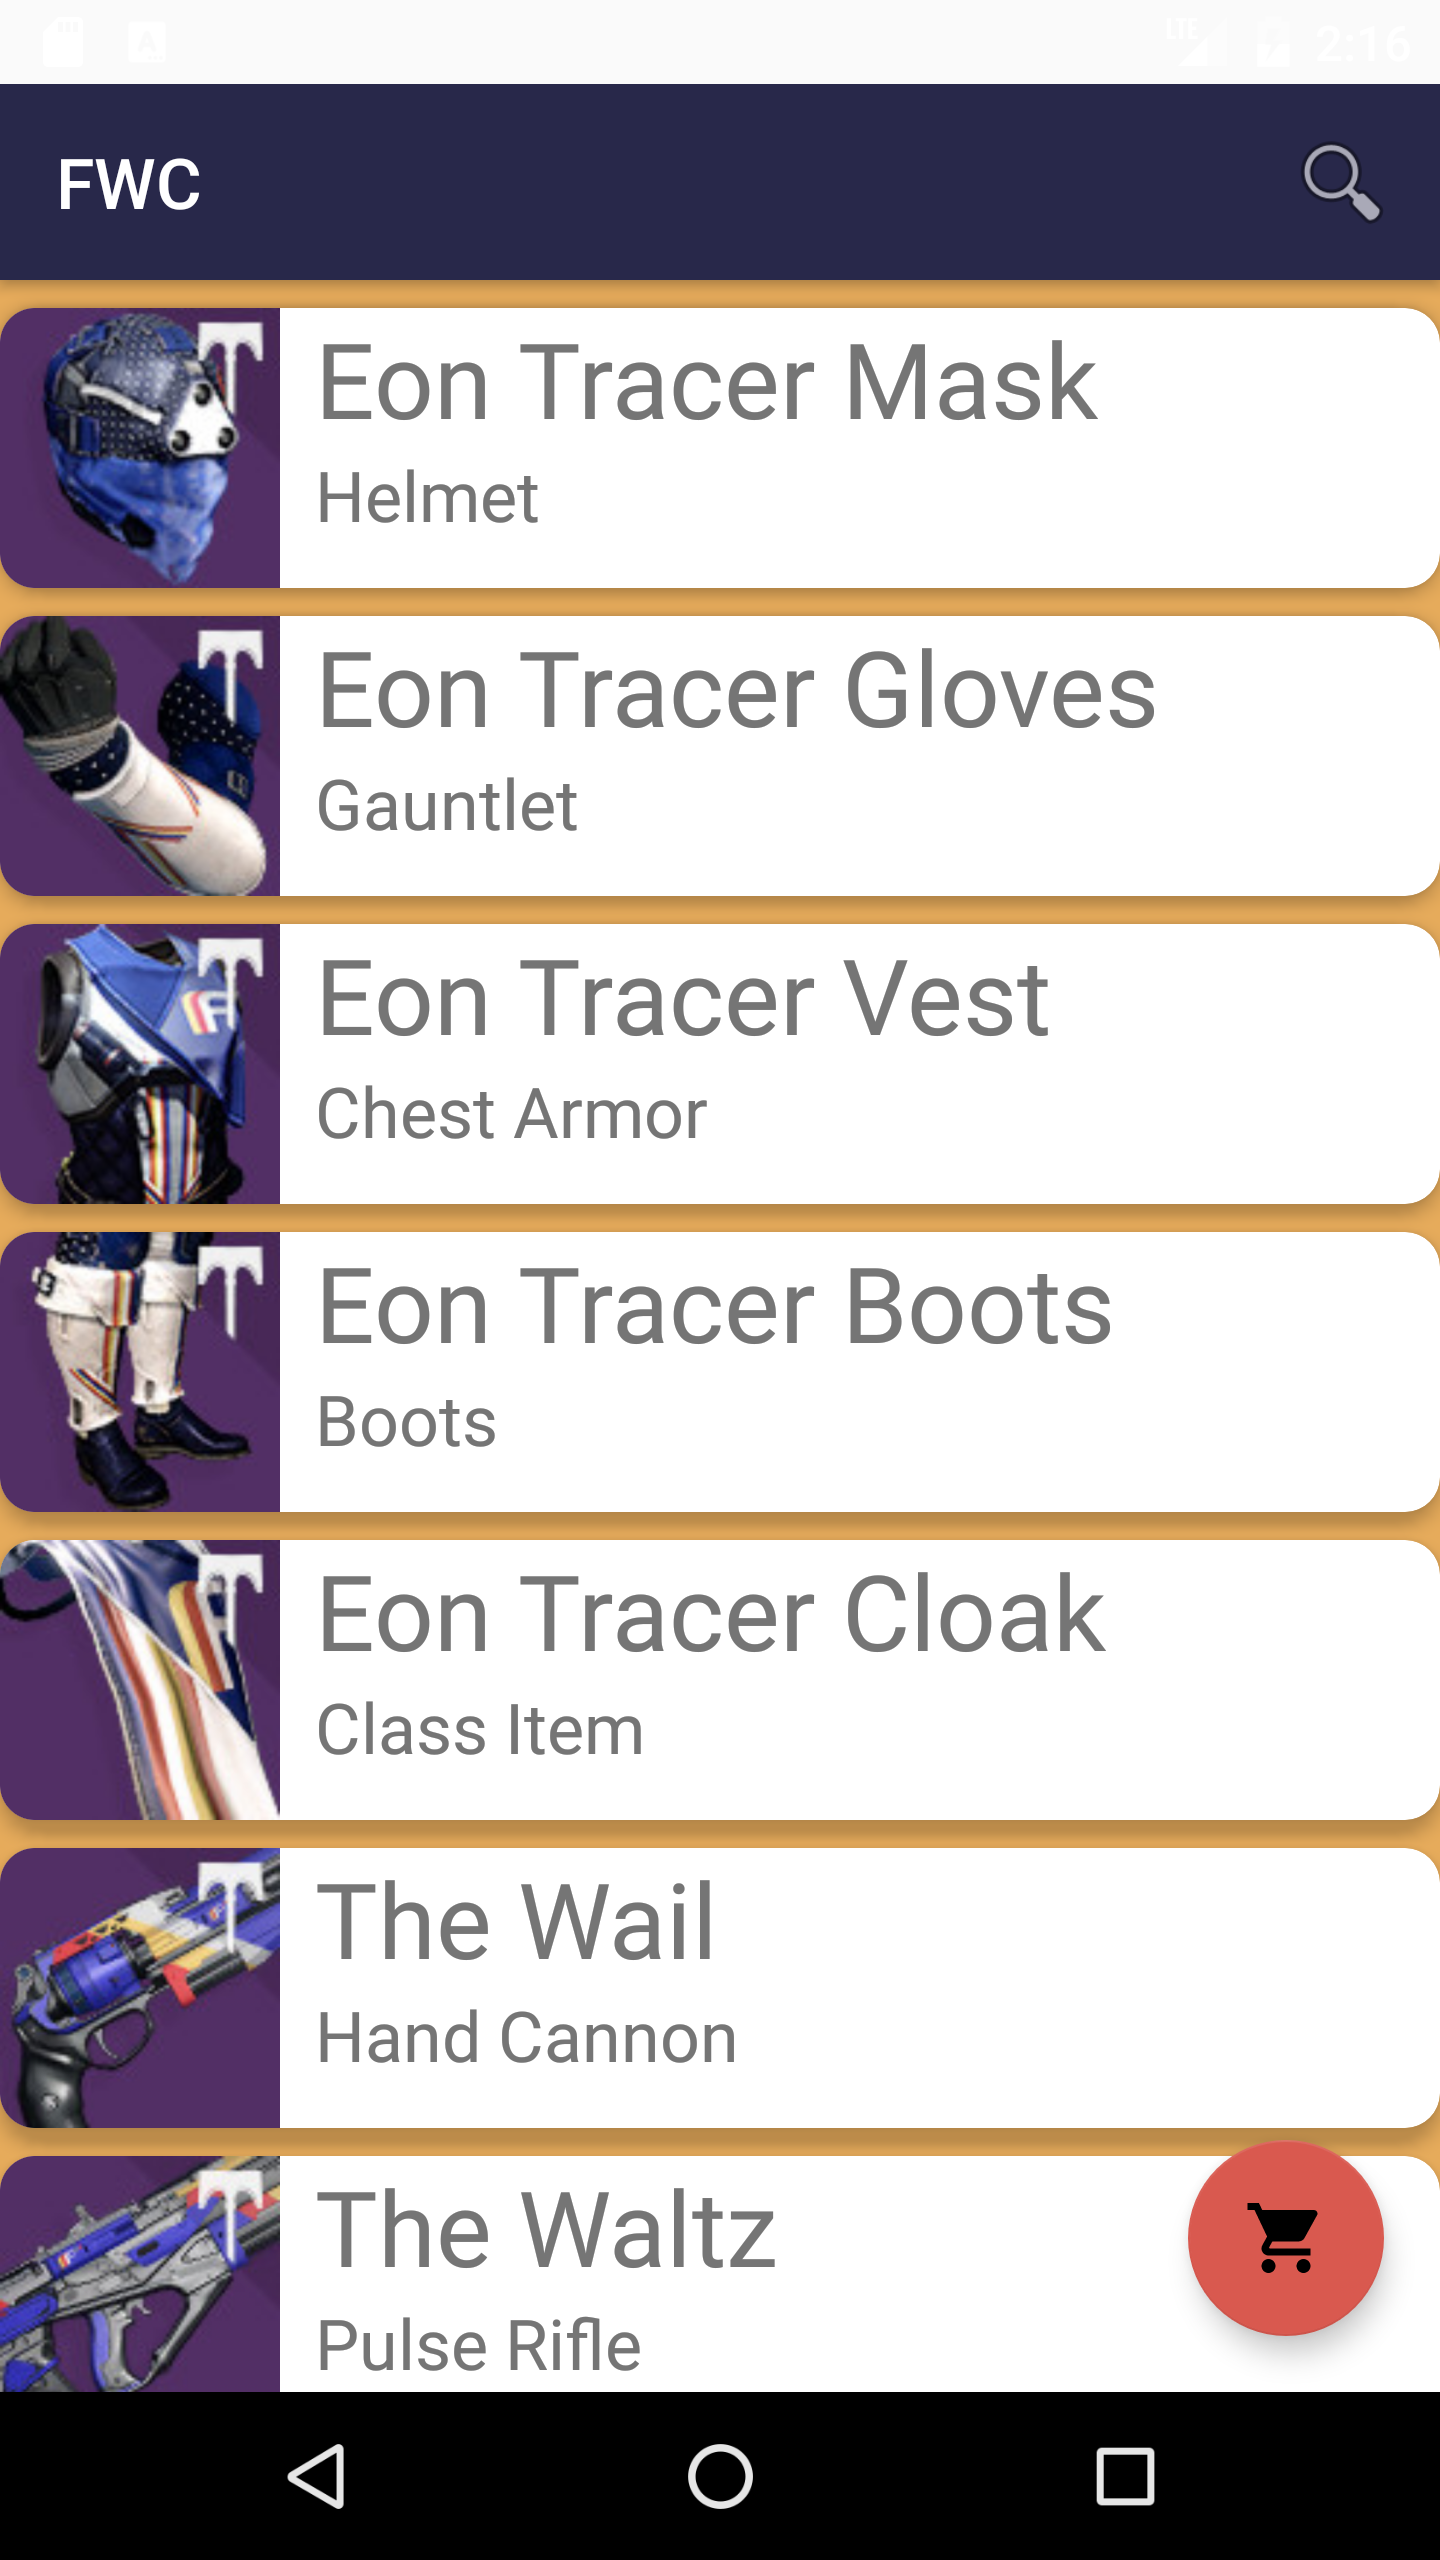 LTE 2:16
FWC
Eon Tracer Mask
Helmet
Eon Tracer Gloves
Gauntlet
Eon Tracer Vest
Chest Armor
Eon Tracer Boots
Boots
Eon Tracer Cloak
Class Item
The Wail
Hand Cannon
The Waltz
Pulse Rifle